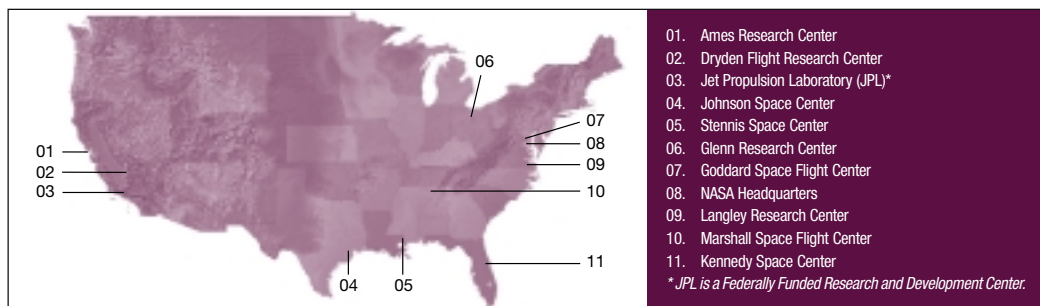 06
07
08
09
10
11
01
02
03
04
05
01. Ames Research Center
02. Dryden Flight Research Center
03. Jet Propulsion Laboratory (JPL)*
04. Johnson Space Center
05. Stennis Space Center
06. Glenn Research Center
07. Goddard Space Flight Center
08. NASA Headquarters
09. Langley Research Center
10. Marshall Space Flight Center
11. Kennedy Space Center
* JPL is a Federally Funded Research and Development Center.